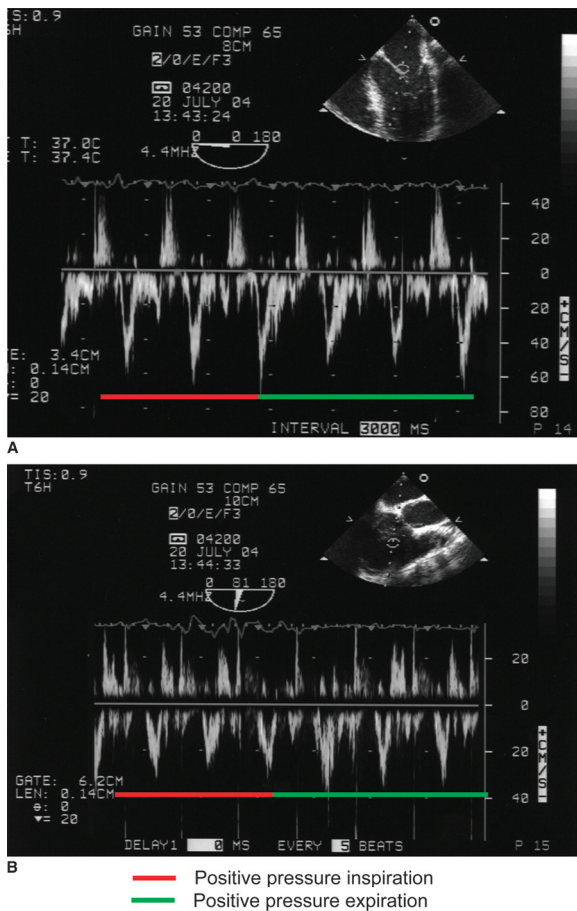 TIS:0.9
6H
GAIN 53 COMP 65
8CM
2/0/E/F3
04200
20 JULY 04
13:43:24
T: 37.0C
T: 37.4C
0 0 180
4.4MHZ
40
20
0
20
40
60
80
+CM/S-
E: 3.4CM
: 0.14CM
: 0
= 20
INTERVAL 3000 MS
P 14
A
TIS:0.9
T6H
GAIN 53 COMP 65
10CM
2/0/E/F3
04200
20 JULY 04
13:44:33
0 81 180
4.4MHZ
20
0
20
40
+CM/S-
GATE: 6.2CM
LEN: 0.14CM
θ: 0
▼= 20
DELAY1 0 MS EVERY 5 BEATS
P 15
B
Positive pressure inspiration
Positive pressure expiration